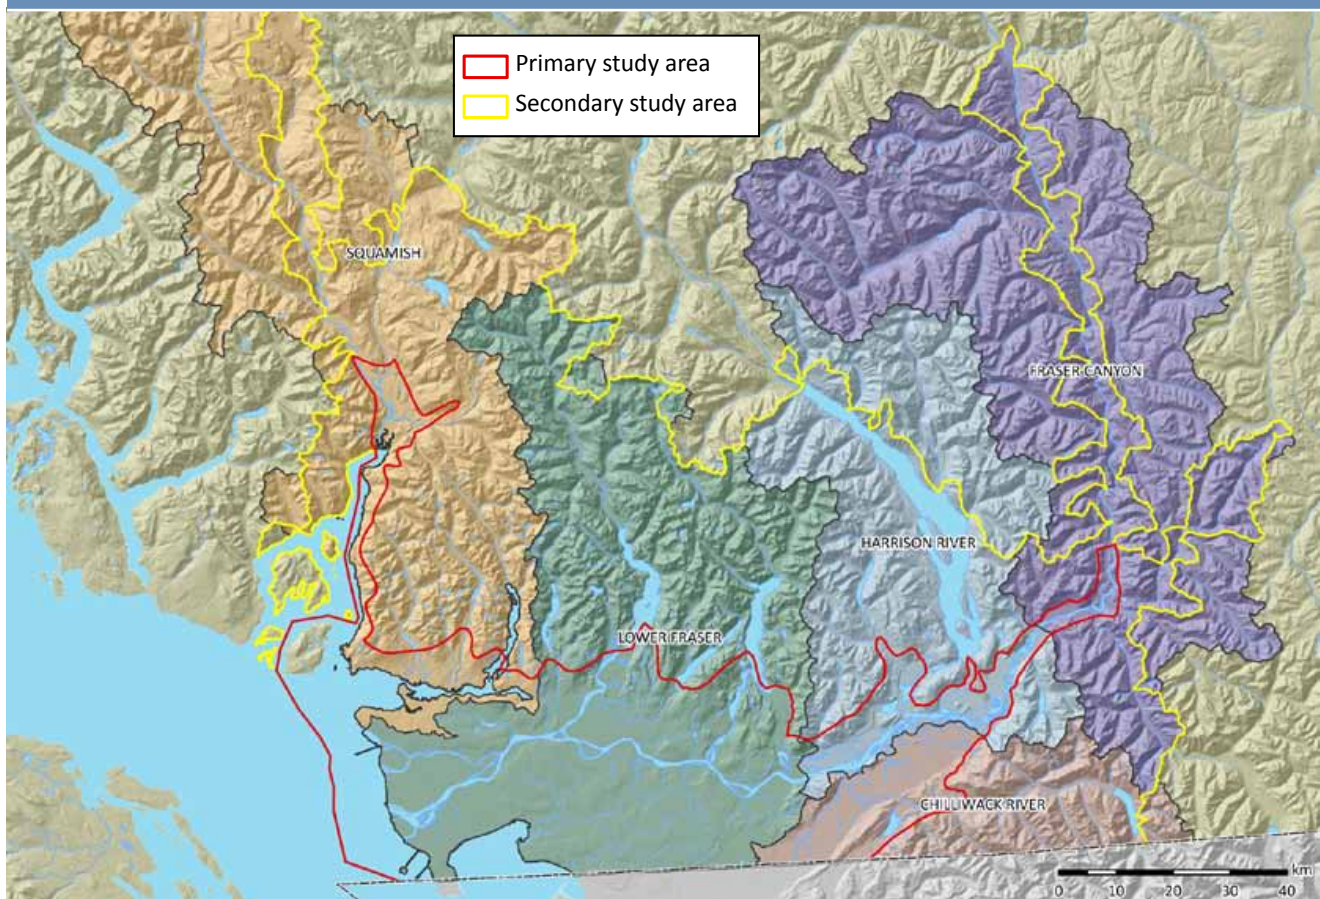 Primary study area
Secondary study area
SQUAMISH
FRASER CANYON
HARRISON RIVER
LOWER FRASER
CHILLIWACK RIVER
km
0 10 20 30 40